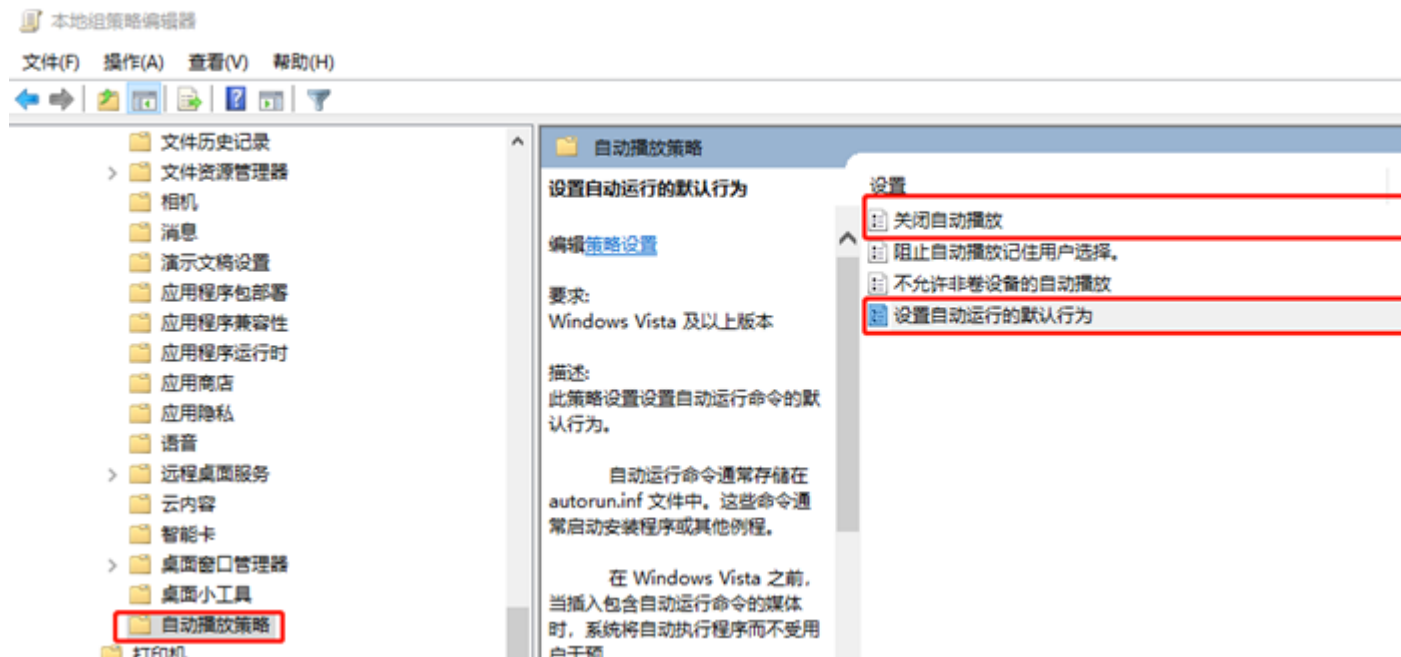 本地组策略编辑器
文件(F) 操作(A) 查看(V) 帮助(H)
文件历史记录
文件资源管理器
相机
消息
演示文稿设置
应用程序包部署
应用程序兼容性
应用程序运行时
应用商店
应用隐私
语音
远程桌面服务
云内容
智能卡
桌面窗口管理器
桌面小工具
自动播放策略
打印机
自动播放策略
设置自动运行的默认行为
编辑策略设置
要求:
Windows Vista 及以上版本
描述:
此策略设置设置自动运行命令的默
认行为。
自动运行命令通常存储在
autorun.inf 文件中。这些命令通
常启动安装程序或其他例程。
在 Windows Vista 之前,
当插入包含自动运行命令的媒体
时，系统将自动执行程序而不受用
户干预
设置
关闭自动播放
阻止自动播放记住用户选择。
不允许非卷设备的自动播放
设置自动运行的默认行为